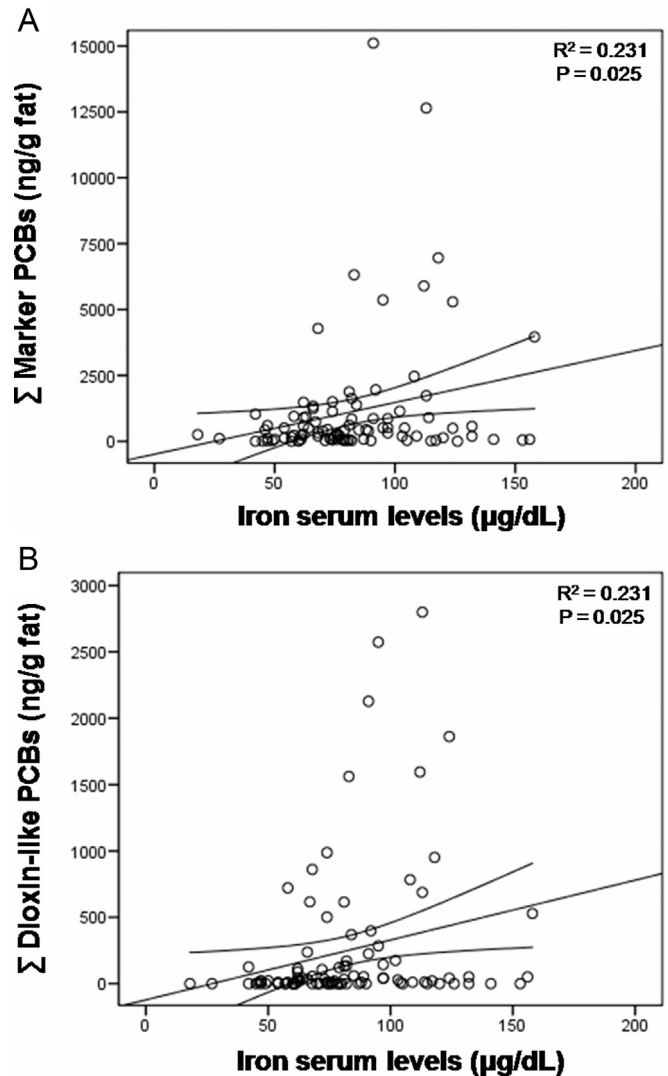 A
R² = 0.231
P = 0.025
∑ Marker PCBs (ng/g fat)
15000
12500
10000
7500
5000
2500
0
0 50 100 150 200
Iron serum levels (µg/dL)
B
R² = 0.231
P = 0.025
∑ Dioxin-like PCBs (ng/g fat)
3000
2500
2000
1500
1000
500
0
0 50 100 150 200
Iron serum levels (µg/dL)